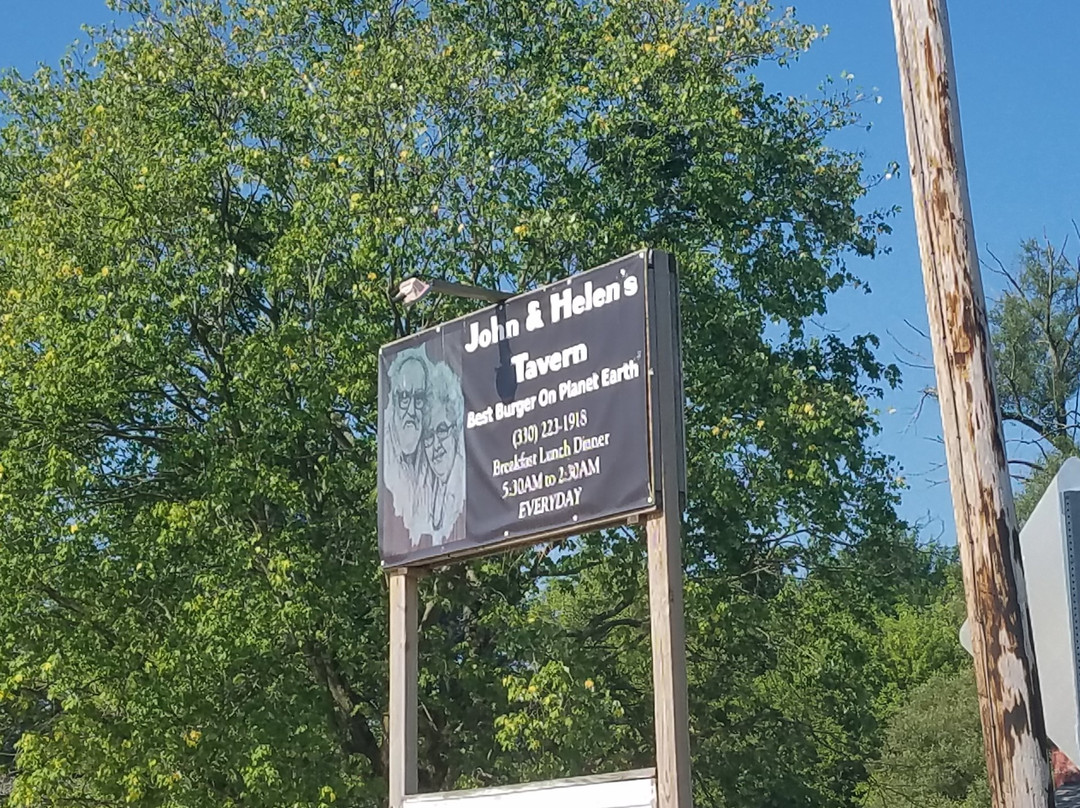 John & Helen's
Tavern
Best Burger On Planet Earth
(330) 223-1918
Breakfast Lunch Dinner
5:30AM to 2:30AM
EVERYDAY